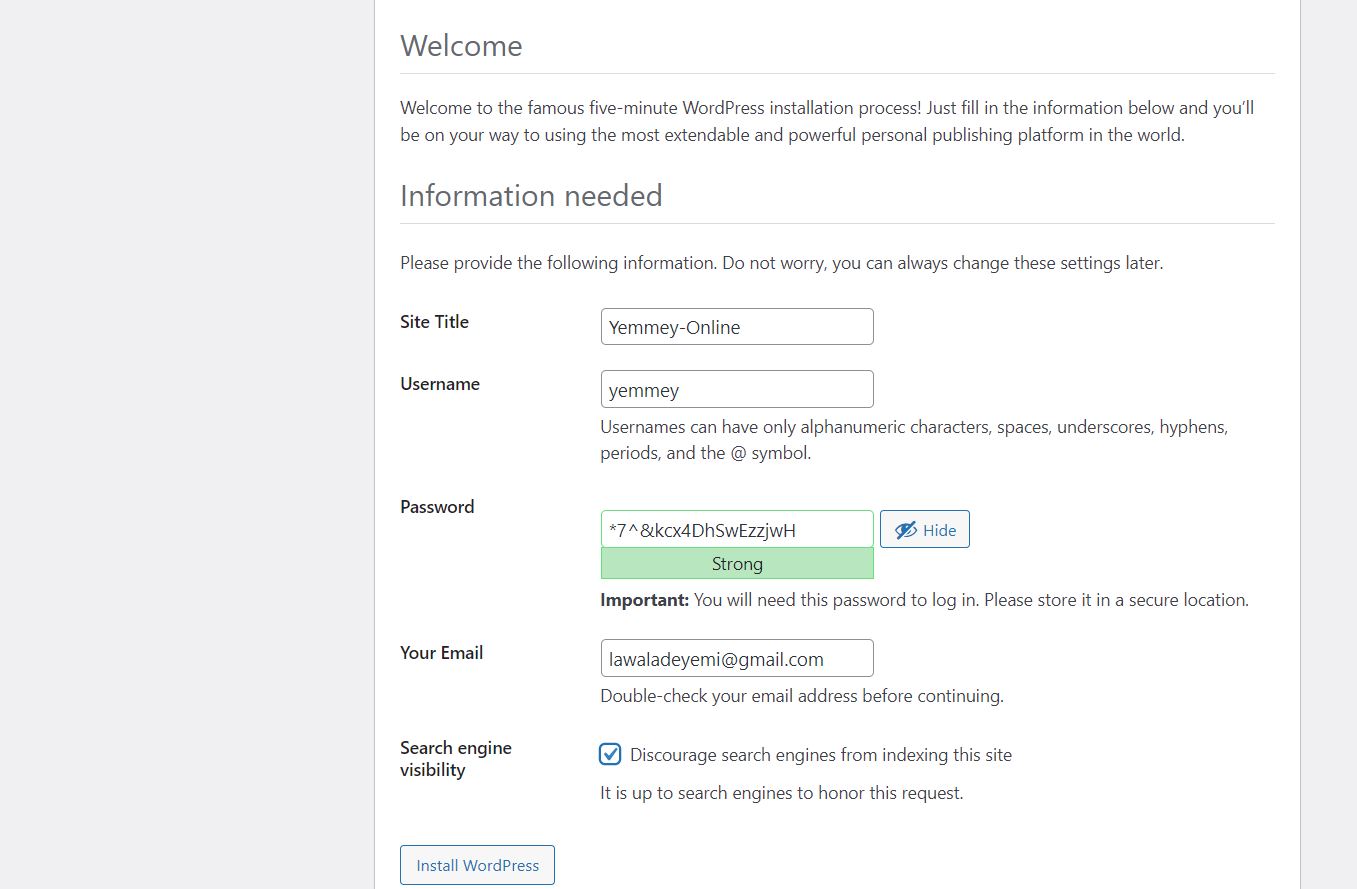 Welcome
Welcome to the famous five-minute WordPress installation process! Just fill in the information below and you’ll
be on your way to using the most extendable and powerful personal publishing platform in the world.
Information needed
Please provide the following information. Do not worry, you can always change these settings later.
Site Title
Yemmey-Online
Username
yemmey
Usernames can have only alphanumeric characters, spaces, underscores, hyphens,
periods, and the @ symbol.
Password
*7^&kcx4DhSwEzzjwH
Hide
Strong
Important: You will need this password to log in. Please store it in a secure location.
Your Email
lawaladeyemi@gmail.com
Double-check your email address before continuing.
Search engine
visibility
Discourage search engines from indexing this site
It is up to search engines to honor this request.
Install WordPress